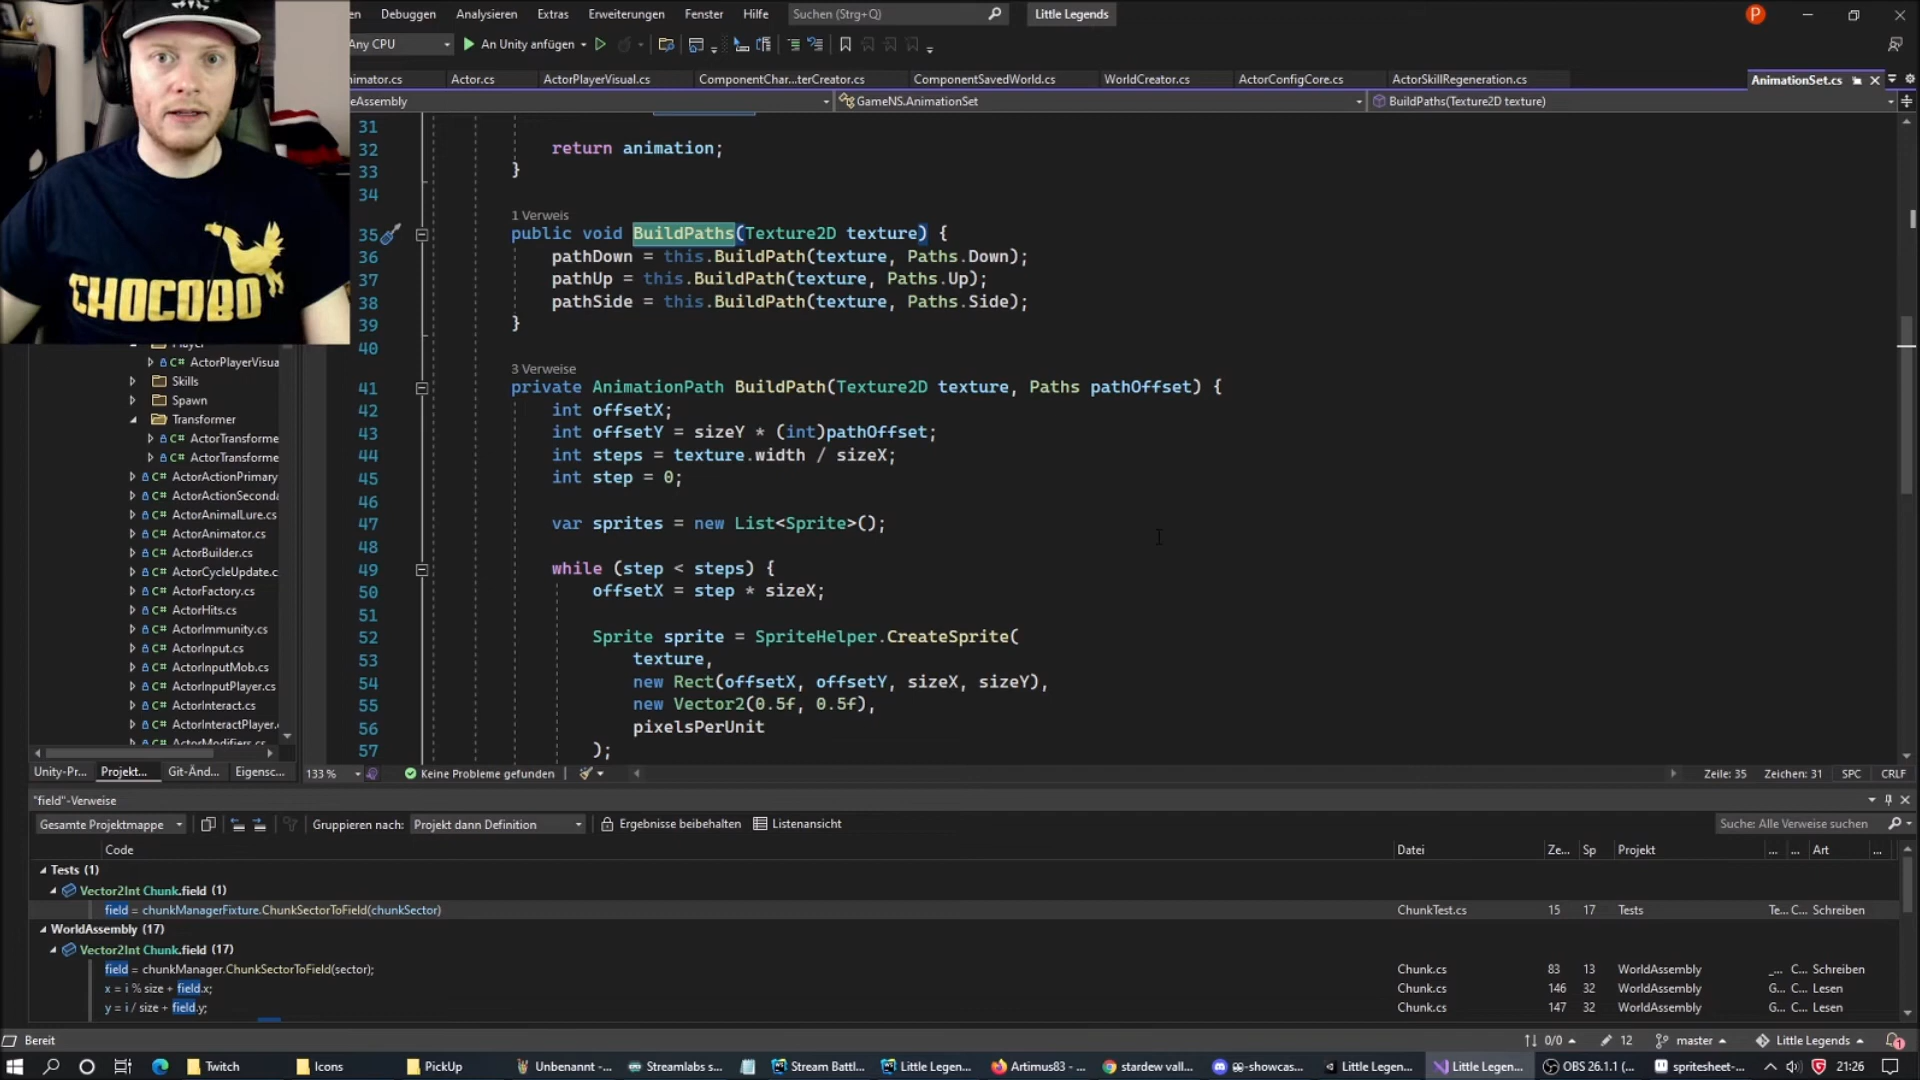 en Debuggen Analysieren Extras Erweiterungen Fenster Hilfe Suchen (Strg+Q) Little Legends P
Any CPU An Unity anfügen
nimator.cs Actor.cs ActorPlayerVisual.cs ComponentChar...terCreator.cs ComponentSavedWorld.cs WorldCreator.cs ActorConfigCore.cs ActorSkillRegeneration.cs AnimationSet.cs
eAssembly GameNS.AnimationSet BuildPaths(Texture2D texture)
CHOCOBO
31
32 return animation;
33 }
34
1 Verweis
35 public void BuildPaths(Texture2D texture) {
36 pathDown = this.BuildPath(texture, Paths.Down);
37 pathUp = this.BuildPath(texture, Paths.Up);
38 pathSide = this.BuildPath(texture, Paths.Side);
39 }
40
3 Verweise
41 private AnimationPath BuildPath(Texture2D texture, Paths pathOffset) {
42 int offsetX;
43 int offsetY = sizeY * (int)pathOffset;
44 int steps = texture.width / sizeX;
45 int step = 0;
46
47 var sprites = new List<Sprite>();
48
49 while (step < steps) {
50 offsetX = step * sizeX;
51
52 Sprite sprite = SpriteHelper.CreateSprite(
53 texture,
54 new Rect(offsetX, offsetY, sizeX, sizeY),
55 new Vector2(0.5f, 0.5f),
56 pixelsPerUnit
57 );
Player
C# ActorPlayerVisua
Skills
Spawn
Transformer
C# ActorTransforme
C# ActorTransforme
C# ActorActionPrimary
C# ActorActionSeconda
C# ActorAnimalLure.cs
C# ActorAnimator.cs
C# ActorBuilder.cs
C# ActorCycleUpdate.c
C# ActorFactory.cs
C# ActorHits.cs
C# ActorImmunity.cs
C# ActorInput.cs
C# ActorInputMob.cs
C# ActorInputPlayer.cs
C# ActorInteract.cs
C# ActorInteractPlayer.
C# ActorModifiers.cs
Unity-Pr... Projekt... Git-Änd... Eigensc... 133 % Keine Probleme gefunden Zeile: 35 Zeichen: 31 SPC CRLF
"field"-Verweise
Gesamte Projektmappe Gruppieren nach: Projekt dann Definition Ergebnisse beibehalten Listenansicht Suche: Alle Verweise suchen
Code Datei Ze... Sp Projekt ... ... Art ...
Tests (1)
Vector2Int Chunk.field (1)
field = chunkManagerFixture.ChunkSectorToField(chunkSector) ChunkTest.cs 15 17 Tests Te... C... Schreiben
WorldAssembly (17)
Vector2Int Chunk.field (17)
field = chunkManager.ChunkSectorToField(sector); Chunk.cs 83 13 WorldAssembly _... C... Schreiben
x = i % size + field.x; Chunk.cs 146 32 WorldAssembly G... C... Lesen
y = i / size + field.y; Chunk.cs 147 32 WorldAssembly G... C... Lesen
Bereit 0/0 12 master Little Legends 1
Twitch Icons PickUp Unbenannt -... Streamlabs s... Stream Battl... Little Legen... Artimus83 - ... stardew vall... -showcas... Little Legen... Little Legen... OBS 26.1.1 (... spritesheet-... 21:26